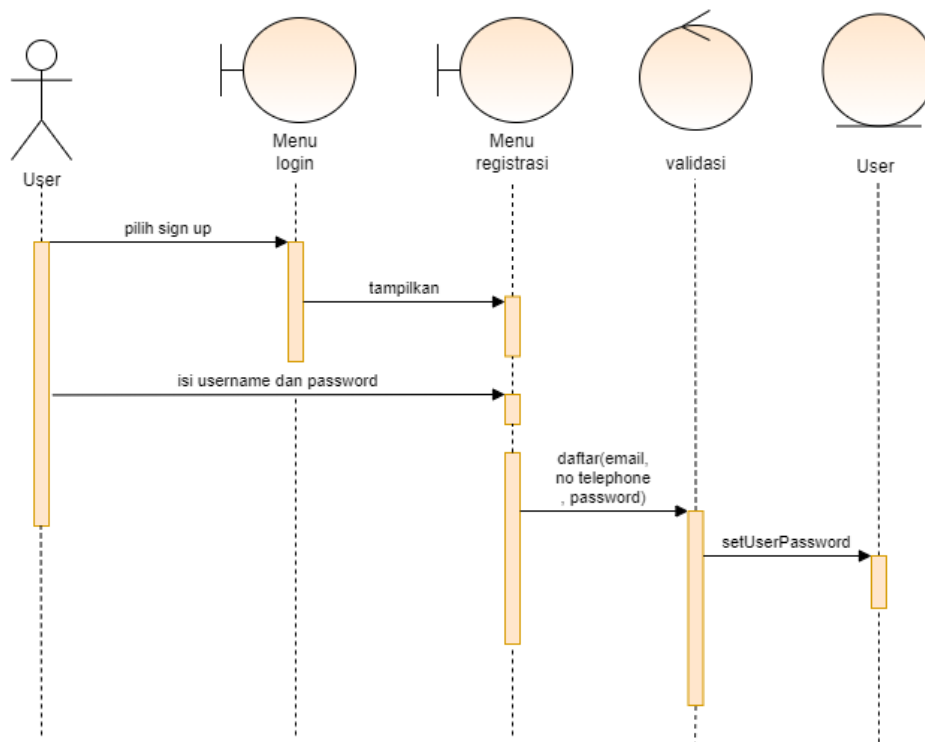 User
Menu
login
Menu
registrasi
validasi
User
pilih sign up
tampilkan
isi username dan password
daftar(email,
no telephone
, password)
setUserPassword